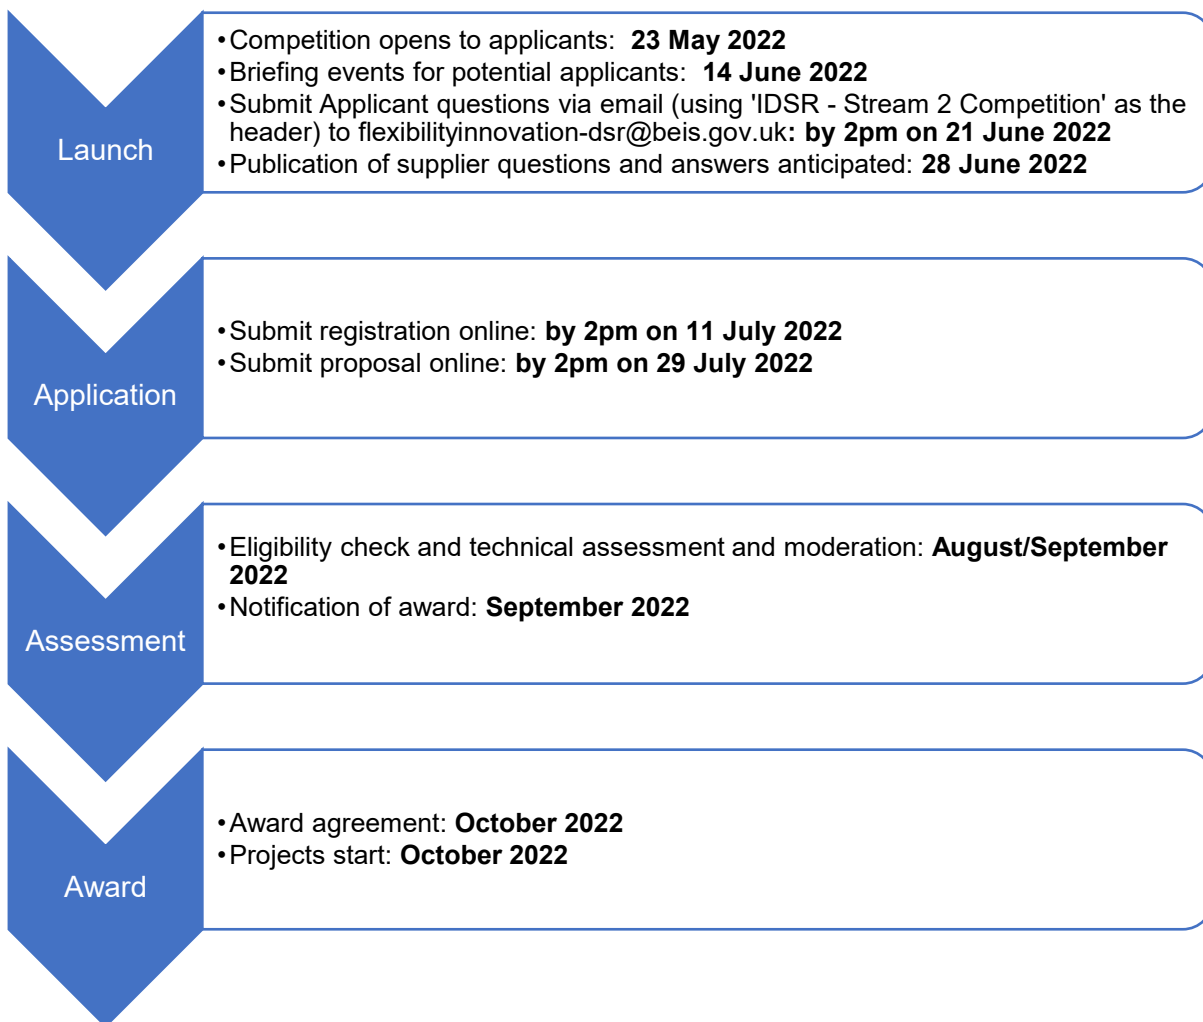 Launch
•Competition opens to applicants:  23 May 2022
•Briefing events for potential applicants:  14 June 2022
•Submit Applicant questions via email (using 'IDSR - Stream 2 Competition' as the
header) to flexibilityinnovation-dsr@beis.gov.uk: by 2pm on 21 June 2022
•Publication of supplier questions and answers anticipated: 28 June 2022
Application
•Submit registration online: by 2pm on 11 July 2022
•Submit proposal online: by 2pm on 29 July 2022
Assessment
•Eligibility check and technical assessment and moderation: August/September
2022
•Notification of award: September 2022
Award
•Award agreement: October 2022
•Projects start: October 2022